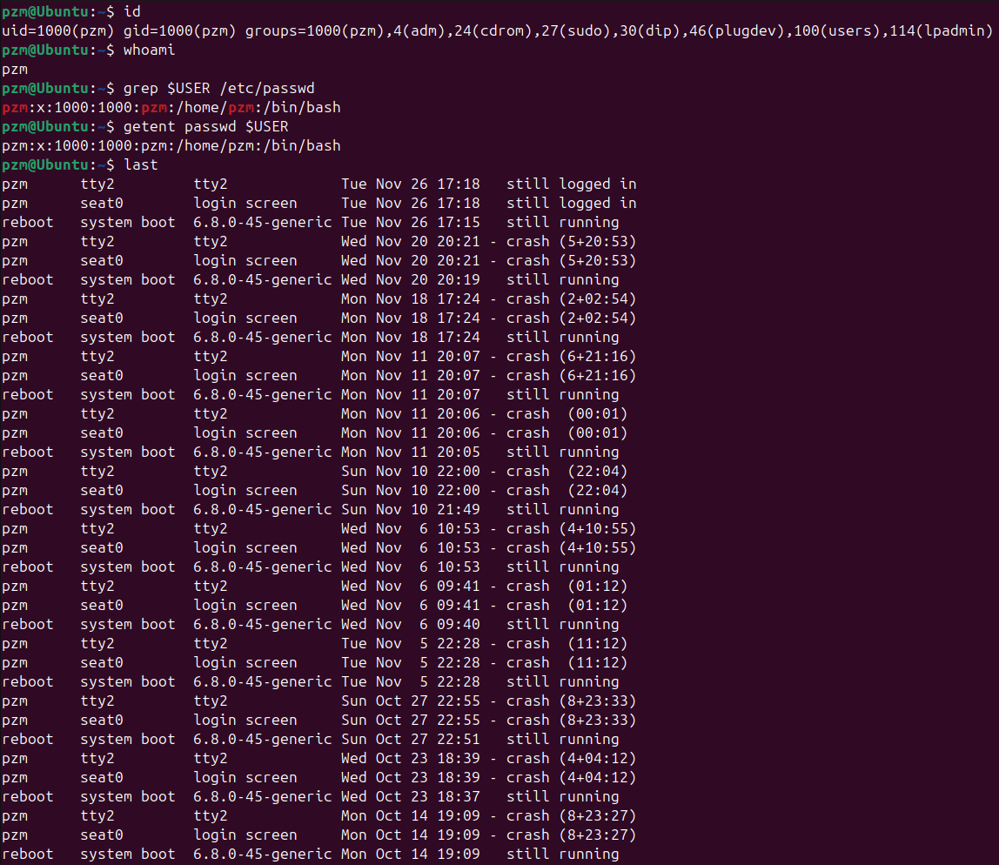 pzm@Ubuntu:~$ id
uid=1000(pzm) gid=1000(pzm) groups=1000(pzm),4(adm),24(cdrom),27(sudo),30(dip),46(plugdev),100(users),114(lpadmin)
pzm@Ubuntu:~$ whoami
pzm
pzm@Ubuntu:~$ grep $USER /etc/passwd
pzm:x:1000:1000:pzm:/home/pzm:/bin/bash
pzm@Ubuntu:~$ getent passwd $USER
pzm:x:1000:1000:pzm:/home/pzm:/bin/bash
pzm@Ubuntu:~$ last
pzm      tty2         tty2             Tue Nov 26 17:18   still logged in
pzm      seat0        login screen     Tue Nov 26 17:18   still logged in
reboot   system boot  6.8.0-45-generic Tue Nov 26 17:15   still running
pzm      tty2         tty2             Wed Nov 20 20:21 - crash (5+20:53)
pzm      seat0        login screen     Wed Nov 20 20:21 - crash (5+20:53)
reboot   system boot  6.8.0-45-generic Wed Nov 20 20:19   still running
pzm      tty2         tty2             Mon Nov 18 17:24 - crash (2+02:54)
pzm      seat0        login screen     Mon Nov 18 17:24 - crash (2+02:54)
reboot   system boot  6.8.0-45-generic Mon Nov 18 17:24   still running
pzm      tty2         tty2             Mon Nov 11 20:07 - crash (6+21:16)
pzm      seat0        login screen     Mon Nov 11 20:07 - crash (6+21:16)
reboot   system boot  6.8.0-45-generic Mon Nov 11 20:07   still running
pzm      tty2         tty2             Mon Nov 11 20:06 - crash  (00:01)
pzm      seat0        login screen     Mon Nov 11 20:06 - crash  (00:01)
reboot   system boot  6.8.0-45-generic Mon Nov 11 20:05   still running
pzm      tty2         tty2             Sun Nov 10 22:00 - crash  (22:04)
pzm      seat0        login screen     Sun Nov 10 22:00 - crash  (22:04)
reboot   system boot  6.8.0-45-generic Sun Nov 10 21:49   still running
pzm      tty2         tty2             Wed Nov  6 10:53 - crash (4+10:55)
pzm      seat0        login screen     Wed Nov  6 10:53 - crash (4+10:55)
reboot   system boot  6.8.0-45-generic Wed Nov  6 10:53   still running
pzm      tty2         tty2             Wed Nov  6 09:41 - crash  (01:12)
pzm      seat0        login screen     Wed Nov  6 09:41 - crash  (01:12)
reboot   system boot  6.8.0-45-generic Wed Nov  6 09:40   still running
pzm      tty2         tty2             Tue Nov  5 22:28 - crash  (11:12)
pzm      seat0        login screen     Tue Nov  5 22:28 - crash  (11:12)
reboot   system boot  6.8.0-45-generic Tue Nov  5 22:28   still running
pzm      tty2         tty2             Sun Oct 27 22:55 - crash (8+23:33)
pzm      seat0        login screen     Sun Oct 27 22:55 - crash (8+23:33)
reboot   system boot  6.8.0-45-generic Sun Oct 27 22:51   still running
pzm      tty2         tty2             Wed Oct 23 18:39 - crash (4+04:12)
pzm      seat0        login screen     Wed Oct 23 18:39 - crash (4+04:12)
reboot   system boot  6.8.0-45-generic Wed Oct 23 18:37   still running
pzm      tty2         tty2             Mon Oct 14 19:09 - crash (8+23:27)
pzm      seat0        login screen     Mon Oct 14 19:09 - crash (8+23:27)
reboot   system boot  6.8.0-45-generic Mon Oct 14 19:09   still running